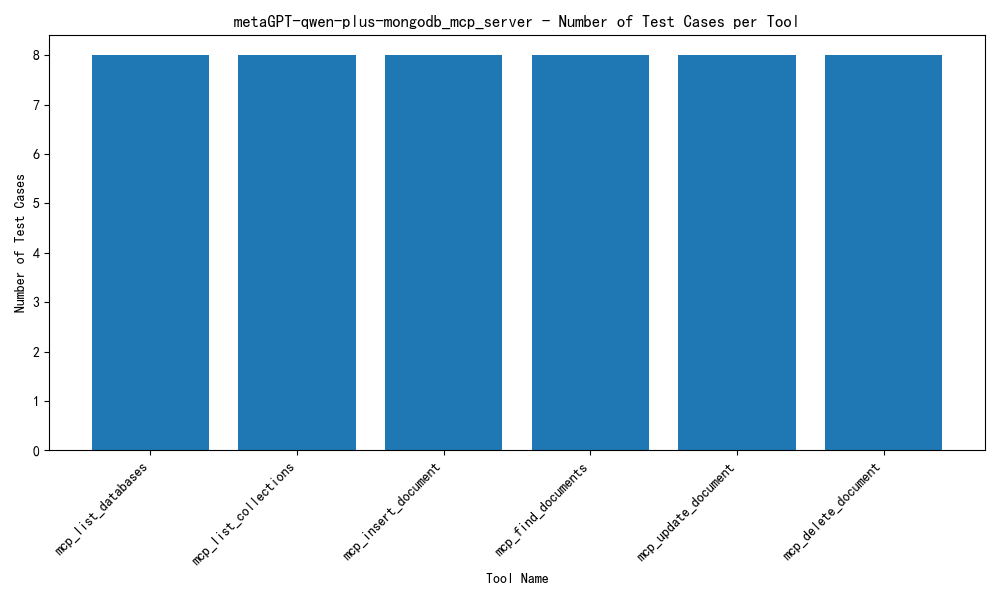 metaGPT-qwen-plus-mongodb_mcp_server - Number of Test Cases per Tool
Number of Test Cases
8
7
6
5
4
3
2
1
0
mcp_list_databases
mcp_list_collections
mcp_insert_document
mcp_find_documents
mcp_update_document
mcp_delete_document
Tool Name